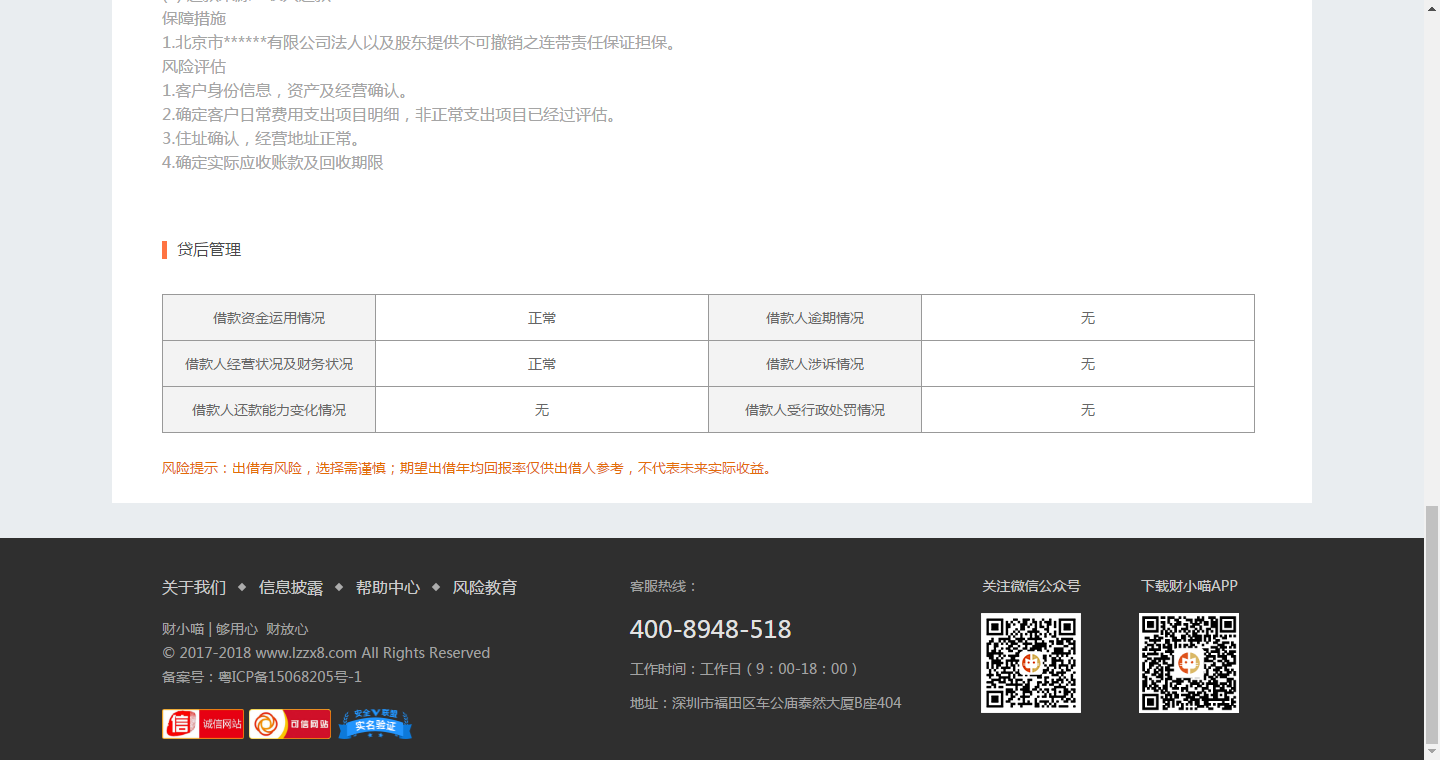 保障措施
1.北京市******有限公司法人以及股东提供不可撤销之连带责任保证担保。
风险评估
1.客户身份信息，资产及经营确认。
2.确定客户日常费用支出项目明细，非正常支出项目已经过评估。
3.住址确认，经营地址正常。
4.确定实际应收账款及回收期限
贷后管理
借款资金运用情况 正常 借款人逾期情况 无
借款人经营状况及财务状况 正常 借款人涉诉情况 无
借款人还款能力变化情况 无 借款人受行政处罚情况 无
风险提示：出借有风险，选择需谨慎；期望出借年均回报率仅供出借人参考，不代表未来实际收益。
关于我们 ◆ 信息披露 ◆ 帮助中心 ◆ 风险教育
财小喵 | 够用心 财放心
© 2017-2018 www.lzzx8.com All Rights Reserved
备案号：粤ICP备15068205号-1
信 诚信网站
可信网站
安全联盟
实名验证
客服热线：
400-8948-518
工作时间：工作日（9：00-18：00）
地址：深圳市福田区车公庙泰然大厦B座404
关注微信公众号
下载财小喵APP